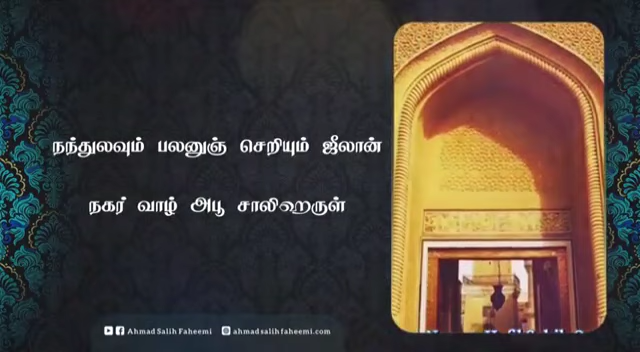 நந்துலவும் பலனுஞ் செறியும் ஜீலான்
நகர் வாழ் அபூ சாலிஹருள்
Ahmad Salih Faheemi
ahmadsalihfaheemi.com